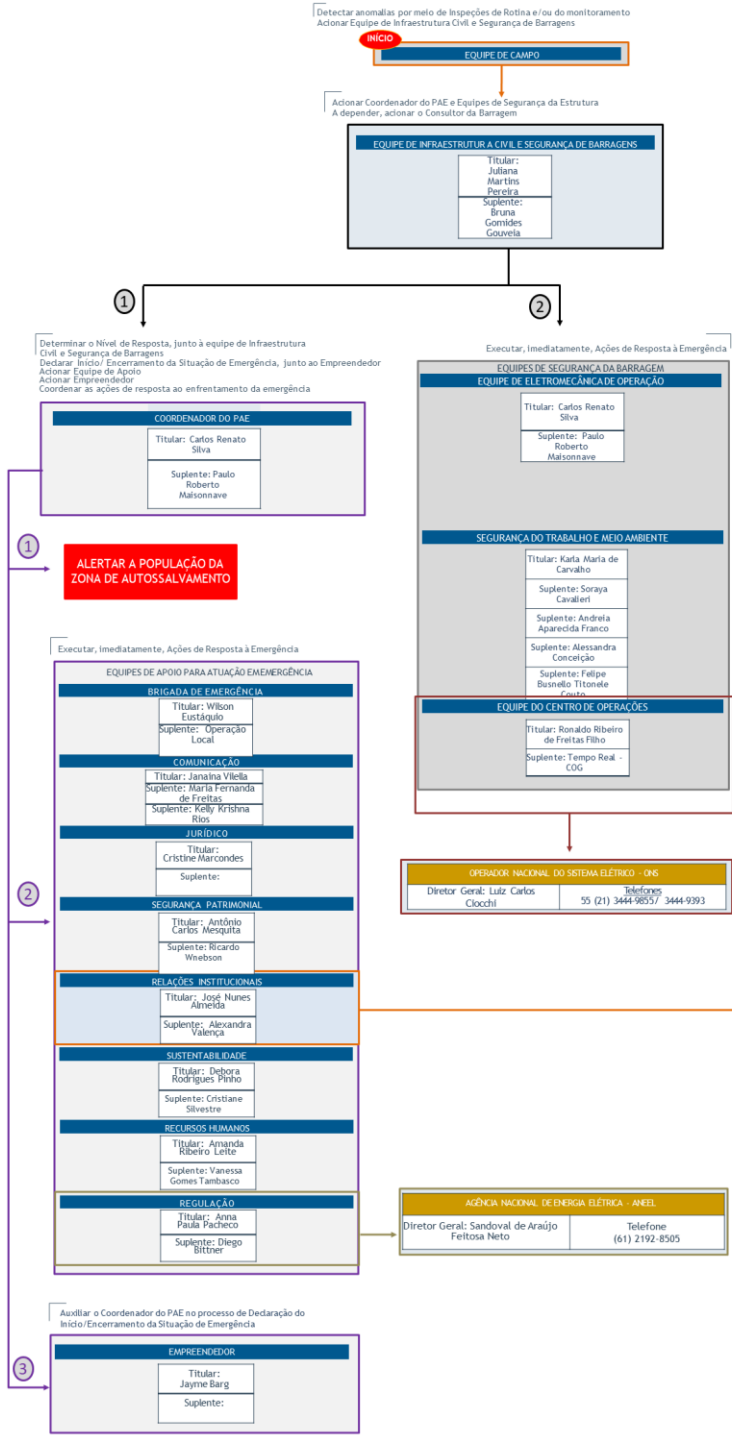 Detectar anomalias por meio de Inspeções de Rotina e/ou do monitoramento
Acionar Equipe de Infraestrutura Civil e Segurança de Barragens
INÍCIO
EQUIPE DE CAMPO
Acionar Coordenador do PAE e Equipes de Segurança da Estrutura
A depender, acionar o Consultor da Barragem
EQUIPE DE INFRAESTRUTUR A CIVIL E SEGURANÇA DE BARRAGENS
Titular:
Juliana
Martins
Pereira
Suplente:
Bruna
Gomides
Gouveia
1
2
Determinar o Nível de Resposta, junto à equipe de Infraestrutura
Civil e Segurança de Barragens
Declarar Início/ Encerramento da Situação de Emergência, junto ao Empreendedor
Acionar Equipe de Apoio
Acionar Empreendedor
Coordenar as ações de resposta ao enfrentamento da emergência
COORDENADOR DO PAE
Titular: Carlos Renato
Silva
Suplente: Paulo
Roberto
Maisonnave
Executar, imediatamente, Ações de Resposta à Emergência
EQUIPES DE SEGURANÇA DA BARRAGEM
EQUIPE DE ELETROMECÂNICA DE OPERAÇÃO
Titular: Carlos Renato
Silva
Suplente: Paulo
Roberto
Maisonnave
SEGURANÇA DO TRABALHO E MEIO AMBIENTE
Titular: Karla Maria de
Carvalho
Suplente: Soraya
Cavalieri
Suplente: Andreia
Aparecida Franco
Suplente: Alessandra
Conceição
Suplente: Felipe
Busnello Titonele
Couto
EQUIPE DO CENTRO DE OPERAÇÕES
Titular: Ronaldo Ribeiro
de Freitas Filho
Suplente: Tempo Real -
COG
1
ALERTAR A POPULAÇÃO DA
ZONA DE AUTOSSALVAMENTO
Executar, imediatamente, Ações de Resposta à Emergência
EQUIPES DE APOIO PARA ATUAÇÃO EMEMERGÊNCIA
BRIGADA DE EMERGÊNCIA
Titular: Wilson
Eustáquio
Suplente: Operação
Local
COMUNICAÇÃO
Titular: Janaina Vilella
Suplente: Maria Fernanda
de Freitas
Suplente: Kelly Krishna
Rios
JURÍDICO
Titular:
Cristine Marcondes
Suplente:
2
SEGURANÇA PATRIMONIAL
Titular: Antônio
Carlos Mesquita
Suplente: Ricardo
Wnebson
RELAÇÕES INSTITUCIONAIS
Titular: José Nunes
Almeida
Suplente: Alexandra
Valença
SUSTENTABILIDADE
Titular: Debora
Rodrigues Pinho
Suplente: Cristiane
Silvestre
RECURSOS HUMANOS
Titular: Amanda
Ribeiro Leite
Suplente: Vanessa
Gomes Tambasco
REGULAÇÃO
Titular: Anna
Paula Pacheco
Suplente: Diego
Bittner
OPERADOR NACIONAL DO SISTEMA ELÉTRICO - ONS
Diretor Geral: Luiz Carlos
Ciocchi
Telefones
55 (21) 3444-9855/ 3444-9393
AGÊNCIA NACIONAL DE ENERGIA ELÉTRICA - ANEEL
Diretor Geral: Sandoval de Araújo
Feitosa Neto
Telefone
(61) 2192-8505
Auxiliar o Coordenador do PAE no processo de Declaração do
Início/Encerramento da Situação de Emergência
3
EMPREENDEDOR
Titular:
Jayme Barg
Suplente: